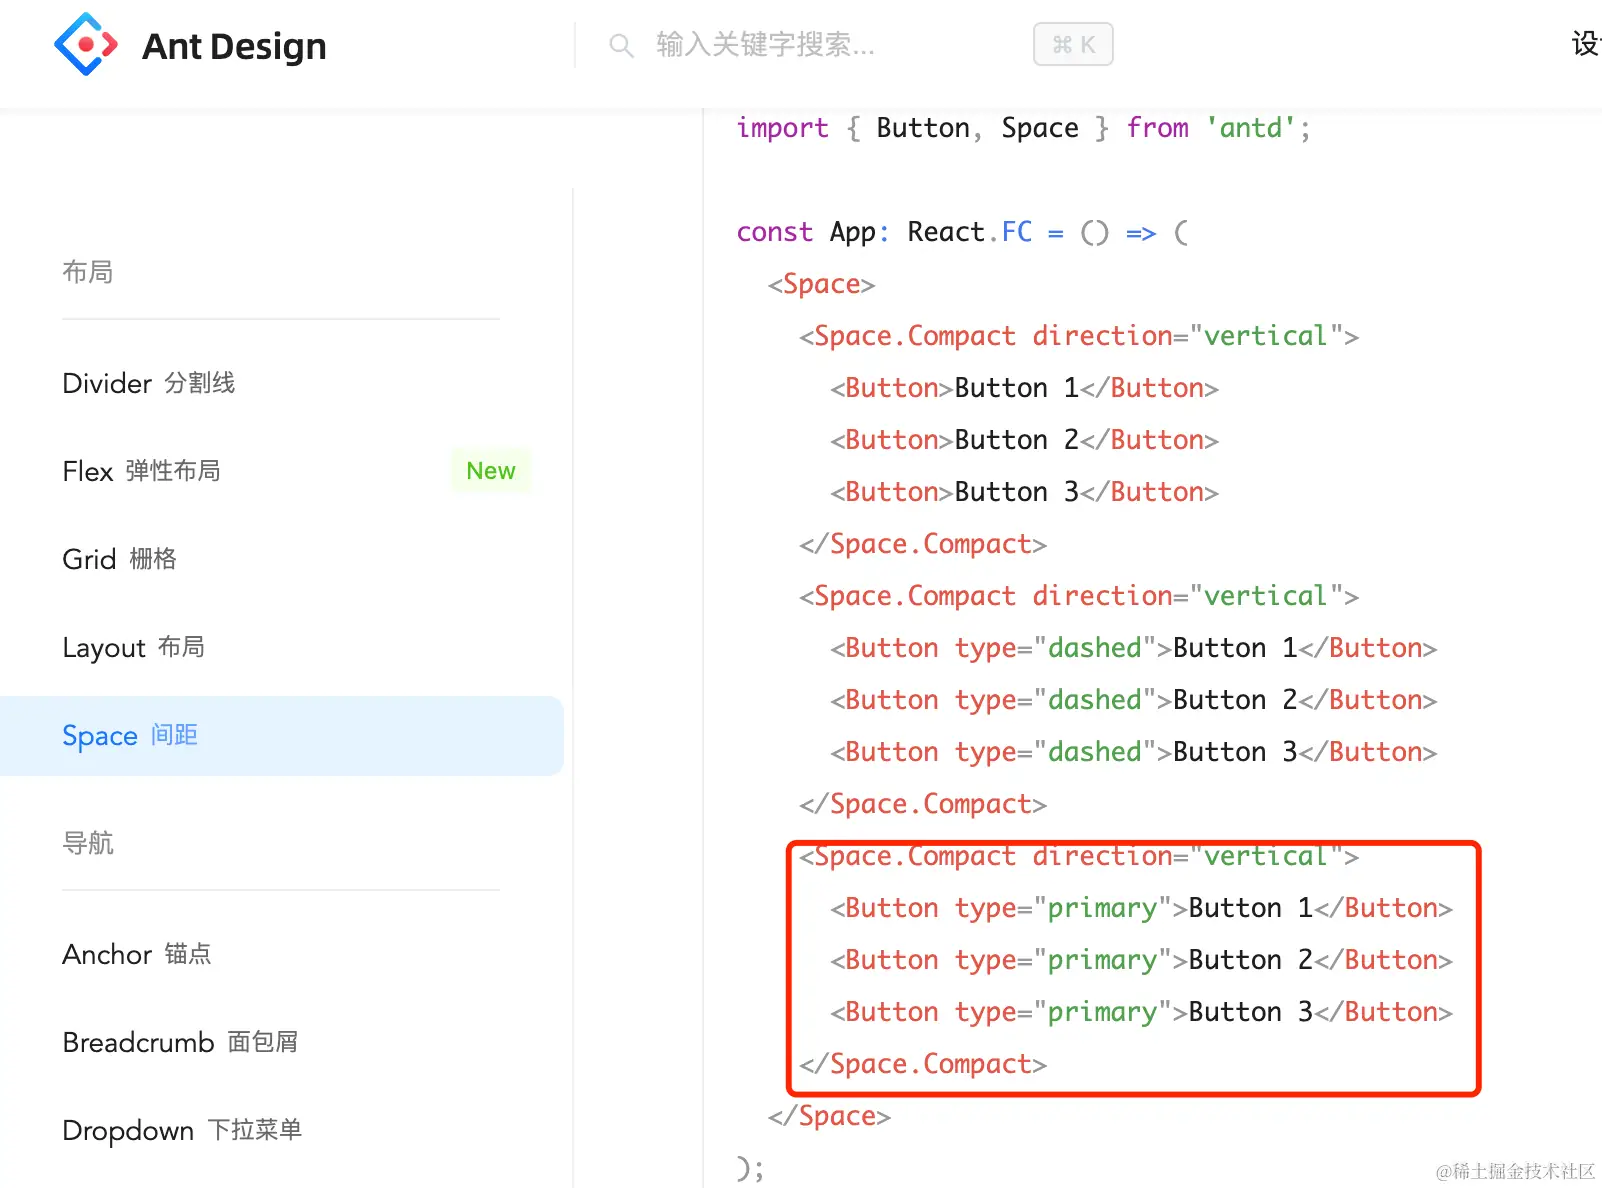 Ant Design
输入关键字搜索...
⌘ K
设
布局
Divider 分割线
Flex 弹性布局 New
Grid 栅格
Layout 布局
Space 间距
导航
Anchor 锚点
Breadcrumb 面包屑
Dropdown 下拉菜单
import { Button, Space } from 'antd';
const App: React.FC = () => (
  <Space>
    <Space.Compact direction="vertical">
      <Button>Button 1</Button>
      <Button>Button 2</Button>
      <Button>Button 3</Button>
    </Space.Compact>
    <Space.Compact direction="vertical">
      <Button type="dashed">Button 1</Button>
      <Button type="dashed">Button 2</Button>
      <Button type="dashed">Button 3</Button>
    </Space.Compact>
    <Space.Compact direction="vertical">
      <Button type="primary">Button 1</Button>
      <Button type="primary">Button 2</Button>
      <Button type="primary">Button 3</Button>
    </Space.Compact>
  </Space>
);
@稀土掘金技术社区